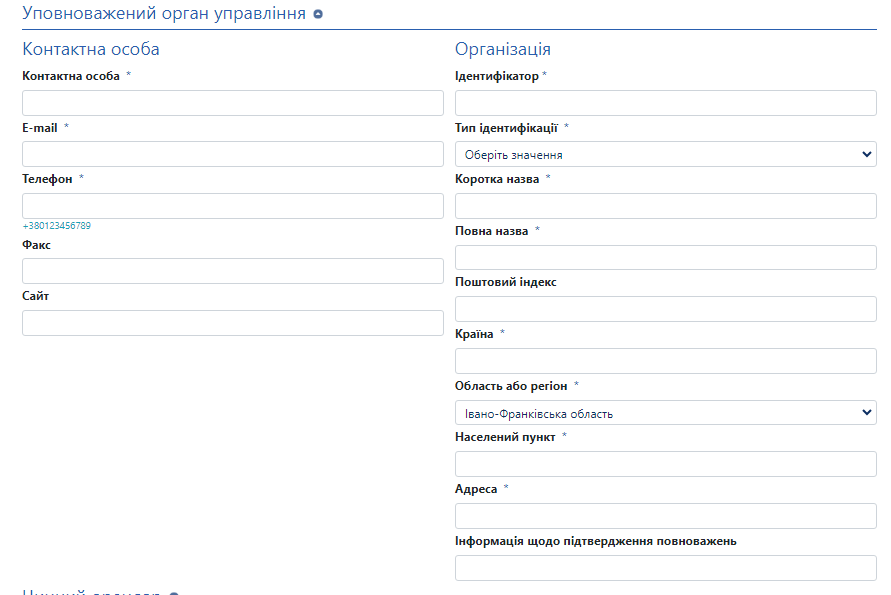 Уповноважений орган управління
Контактна особа
Контактна особа *
E-mail *
Телефон *
+380123456789
Факс
Сайт
Організація
Ідентифікатор *
Тип ідентифікації *
Оберіть значення
Коротка назва *
Повна назва *
Поштовий індекс
Країна *
Область або регіон *
Івано-Франківська область
Населений пункт *
Адреса *
Інформація щодо підтвердження повноважень